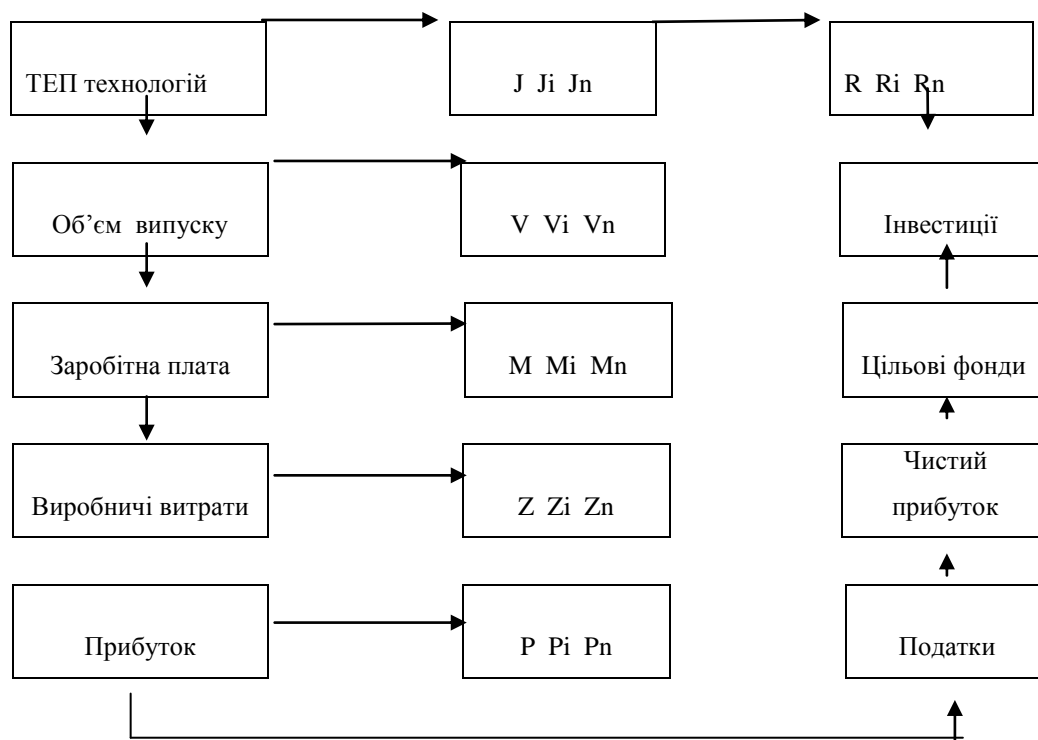 ТЕП технологій
J Ji Jn
R Ri Rn
Об’єм випуску
V Vi Vn
Інвестиції
Заробітна плата
M Mi Mn
Цільові фонди
Виробничі витрати
Z Zi Zn
Чистий
прибуток
Прибуток
P Pi Pn
Податки